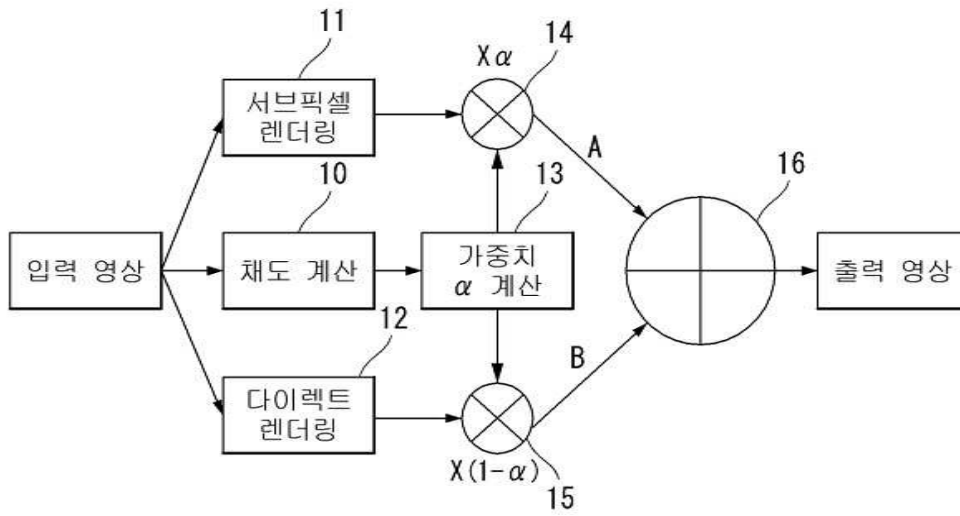 11
14
Xα
서브픽셀
렌더링
A
10
13
16
입력 영상
채도 계산
가중치
α 계산
출력 영상
12
B
다이렉트
렌더링
X(1-α)
15